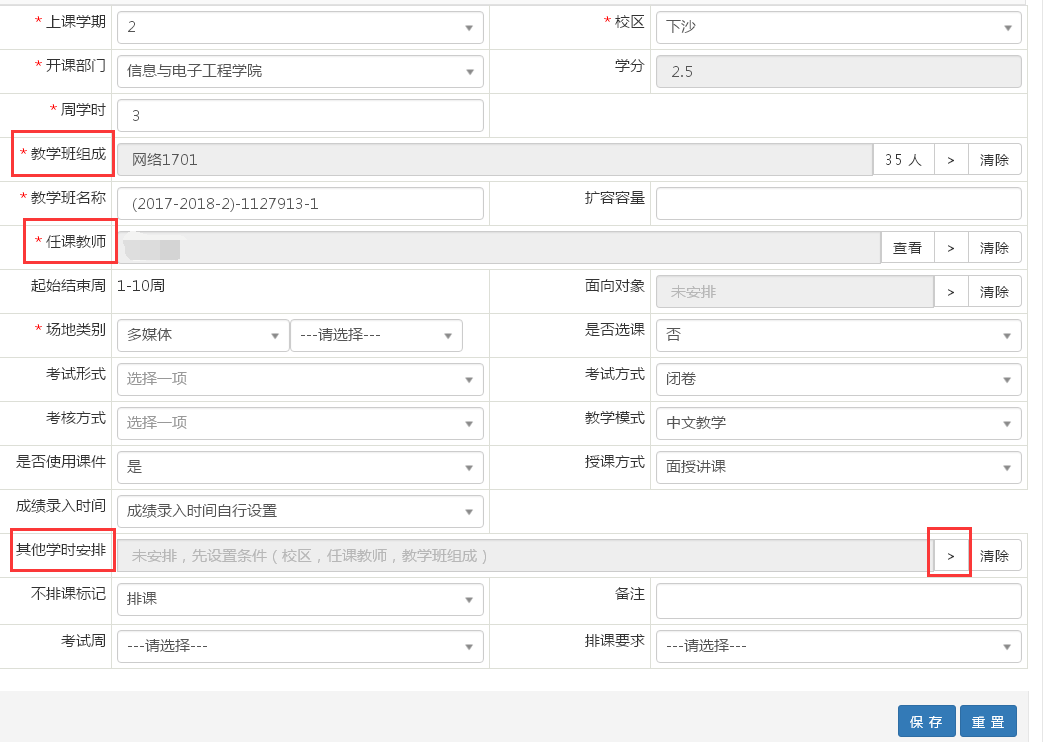 * 上课学期 2 * 校区 下沙
* 开课部门 信息与电子工程学院 学分 2.5
* 周学时 3
* 教学班组成 网络1701 35 人 > 清除
* 教学班名称 (2017-2018-2)-1127913-1 扩容容量
* 任课教师 查看 > 清除
起始结束周 1-10周 面向对象 未安排 > 清除
* 场地类别 多媒体 ---请选择--- 是否选课 否
考试形式 选择一项 考试方式 闭卷
考核方式 选择一项 教学模式 中文教学
是否使用课件 是 授课方式 面授讲课
成绩录入时间 成绩录入时间自行设置
其他学时安排 未安排，先设置条件（校区，任课教师，教学班组成） > 清除
不排课标记 排课 备注
考试周 ---请选择--- 排课要求 ---请选择---
保 存 重 置